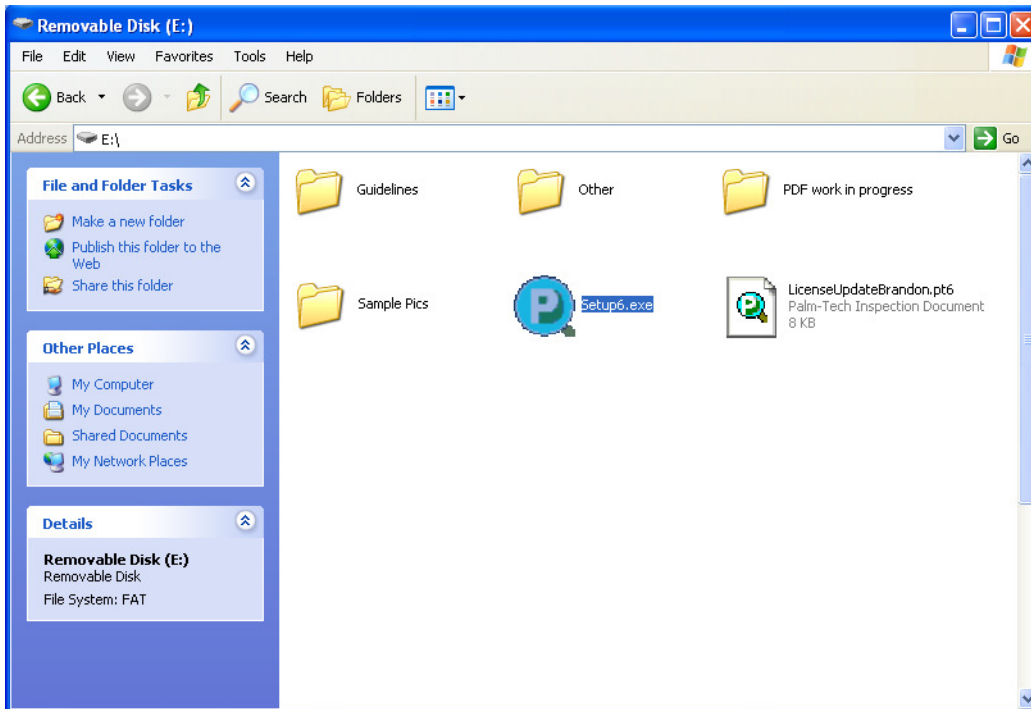 Removable Disk (E:)
File Edit View Favorites Tools Help
Back Search Folders
Address E:\ Go
File and Folder Tasks
Make a new folder
Publish this folder to the
Web
Share this folder
Other Places
My Computer
My Documents
Shared Documents
My Network Places
Details
Removable Disk (E:)
Removable Disk
File System: FAT
Guidelines
Other
PDF work in progress
Sample Pics
P
Setup6.exe
P
LicenseUpdateBrandon.pt6
Palm-Tech Inspection Document
8 KB